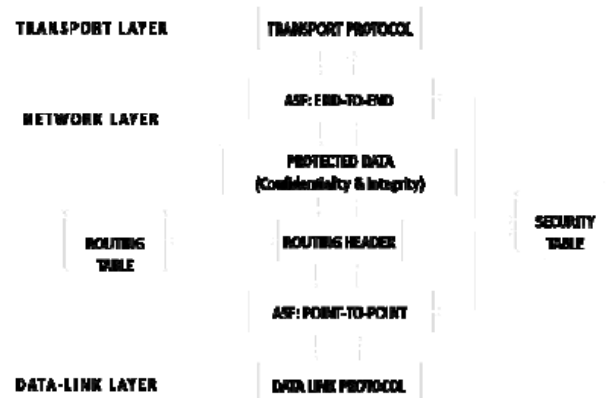 TRANSPORT LAYER
TRANSPORT PROTOCOL
ASF: END-TO-END
NETWORK LAYER
PROTECTED DATA
(Confidentiality & Integrity)
ROUTING
TABLE
ROUTING HEADER
SECURITY
TABLE
ASF: POINT-TO-POINT
DATA-LINK LAYER
DATA LINK PROTOCOL